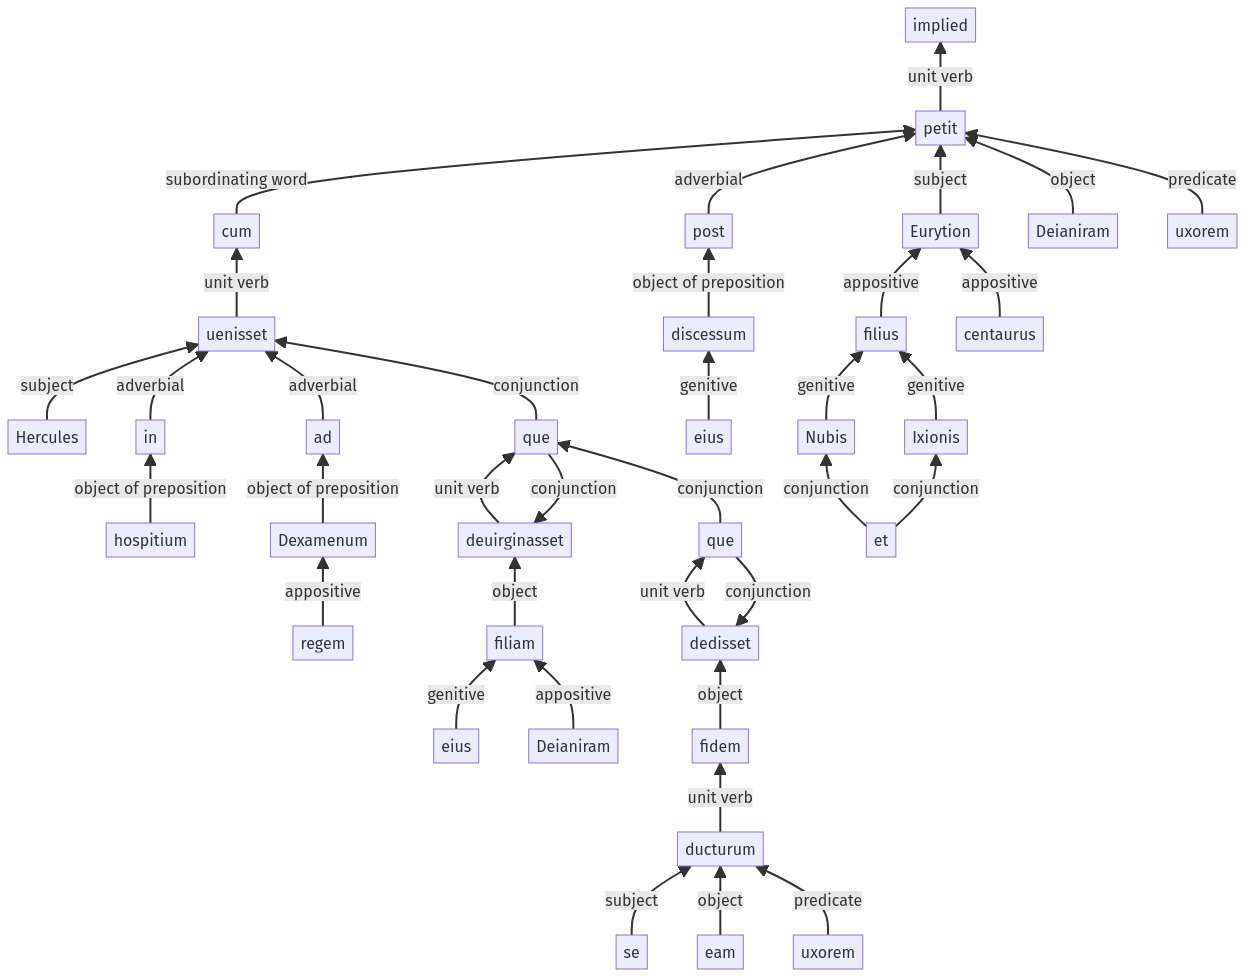 implied
unit verb
petit
subordinating word adverbial subject object predicate
cum post Eurytion Deianiram uxorem
unit verb object of preposition appositive appositive
uenisset discessum filius centaurus
subject adverbial adverbial conjunction genitive genitive genitive
Hercules in ad que eius Nubis Ixionis
object of preposition object of preposition unit verb conjunction conjunction conjunction conjunction
hospitium Dexamenum deuirginasset que et
appositive object unit verb conjunction
regem filiam dedisset
genitive appositive object
eius Deianiram fidem
unit verb
ducturum
subject object predicate
se eam uxorem